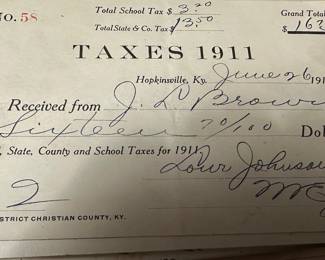 No. 58 Total School Tax $ 3.20 Grand Total
Total State & Co. Tax $ 13.50 $ 16
TAXES 1911
Hopkinsville, Ky. June 26 191
Received from J. L. Brown
Sixteen 70/100 Dol
State, County and School Taxes for 1911
Johnson
2
DISTRICT CHRISTIAN COUNTY, KY.